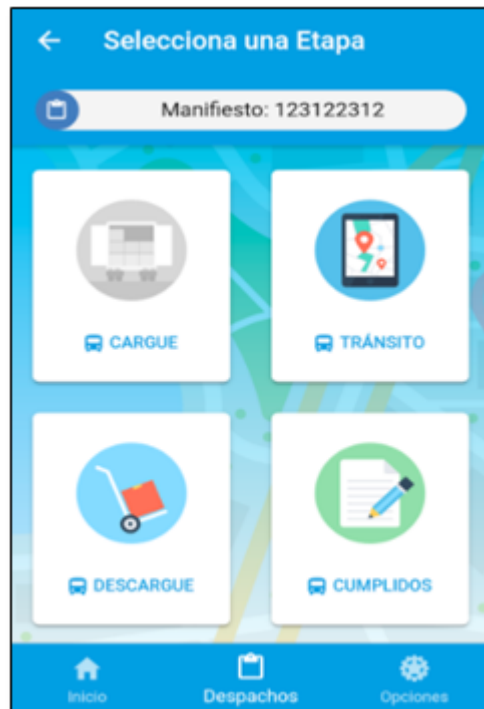 Selecciona una Etapa
Manifiesto: 123122312
CARGUE
TRÁNSITO
DESCARGUE
CUMPLIDOS
Inicio
Despachos
Opciones